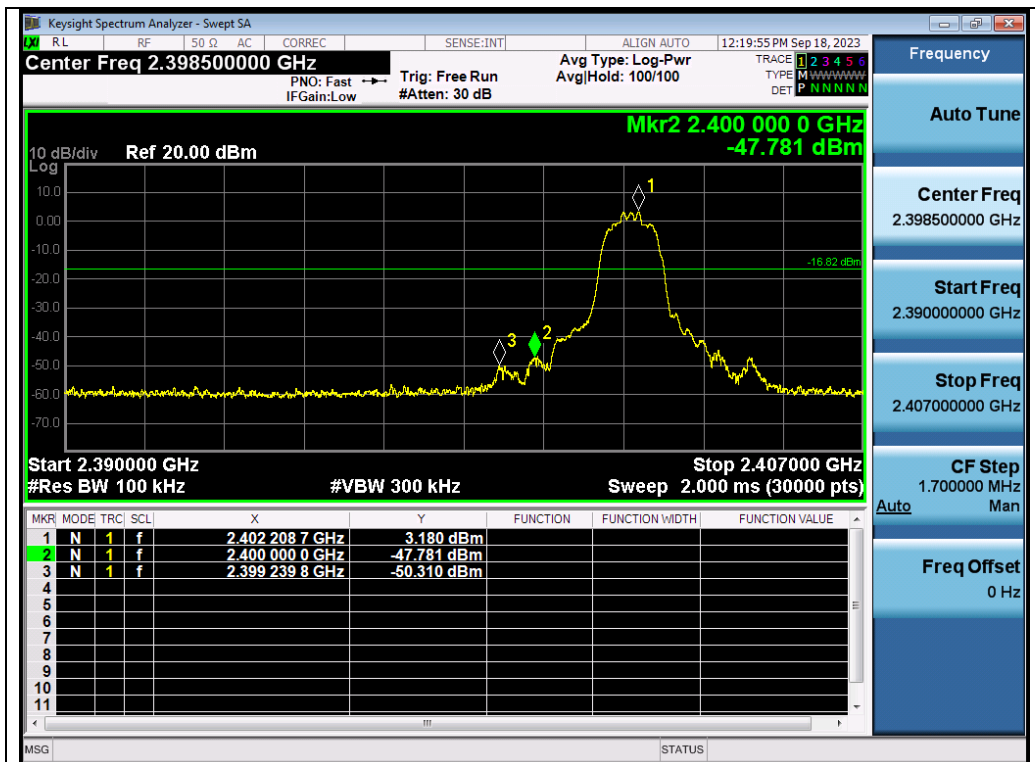 Keysight Spectrum Analyzer - Swept SA
LXI RL RF 50 Ω AC CORREC SENSE:INT ALIGN AUTO 12:19:55 PM Sep 18, 2023
Center Freq 2.398500000 GHz
PNO: Fast
IFGain:Low
Trig: Free Run
#Atten: 30 dB
Avg Type: Log-Pwr
Avg|Hold: 100/100
TRACE 1 2 3 4 5 6
TYPE M WWWWW
DET P N N N N N
Mkr2 2.400 000 0 GHz
-47.781 dBm
10 dB/div Ref 20.00 dBm
Log
10.0
0.00
-10.0
-20.0
-30.0
-40.0
-50.0
-60.0
-70.0
1
-16.82 dBm
2
3
Start 2.390000 GHz Stop 2.407000 GHz
#Res BW 100 kHz #VBW 300 kHz Sweep 2.000 ms (30000 pts)
MKR MODE TRC SCL X Y FUNCTION FUNCTION WIDTH FUNCTION VALUE
1 N 1 f 2.402 208 7 GHz 3.180 dBm
2 N 1 f 2.400 000 0 GHz -47.781 dBm
3 N 1 f 2.399 239 8 GHz -50.310 dBm
4
5
6
7
8
9
10
11
MSG STATUS
Frequency
Auto Tune
Center Freq
2.398500000 GHz
Start Freq
2.390000000 GHz
Stop Freq
2.407000000 GHz
CF Step
1.700000 MHz
Auto Man
Freq Offset
0 Hz